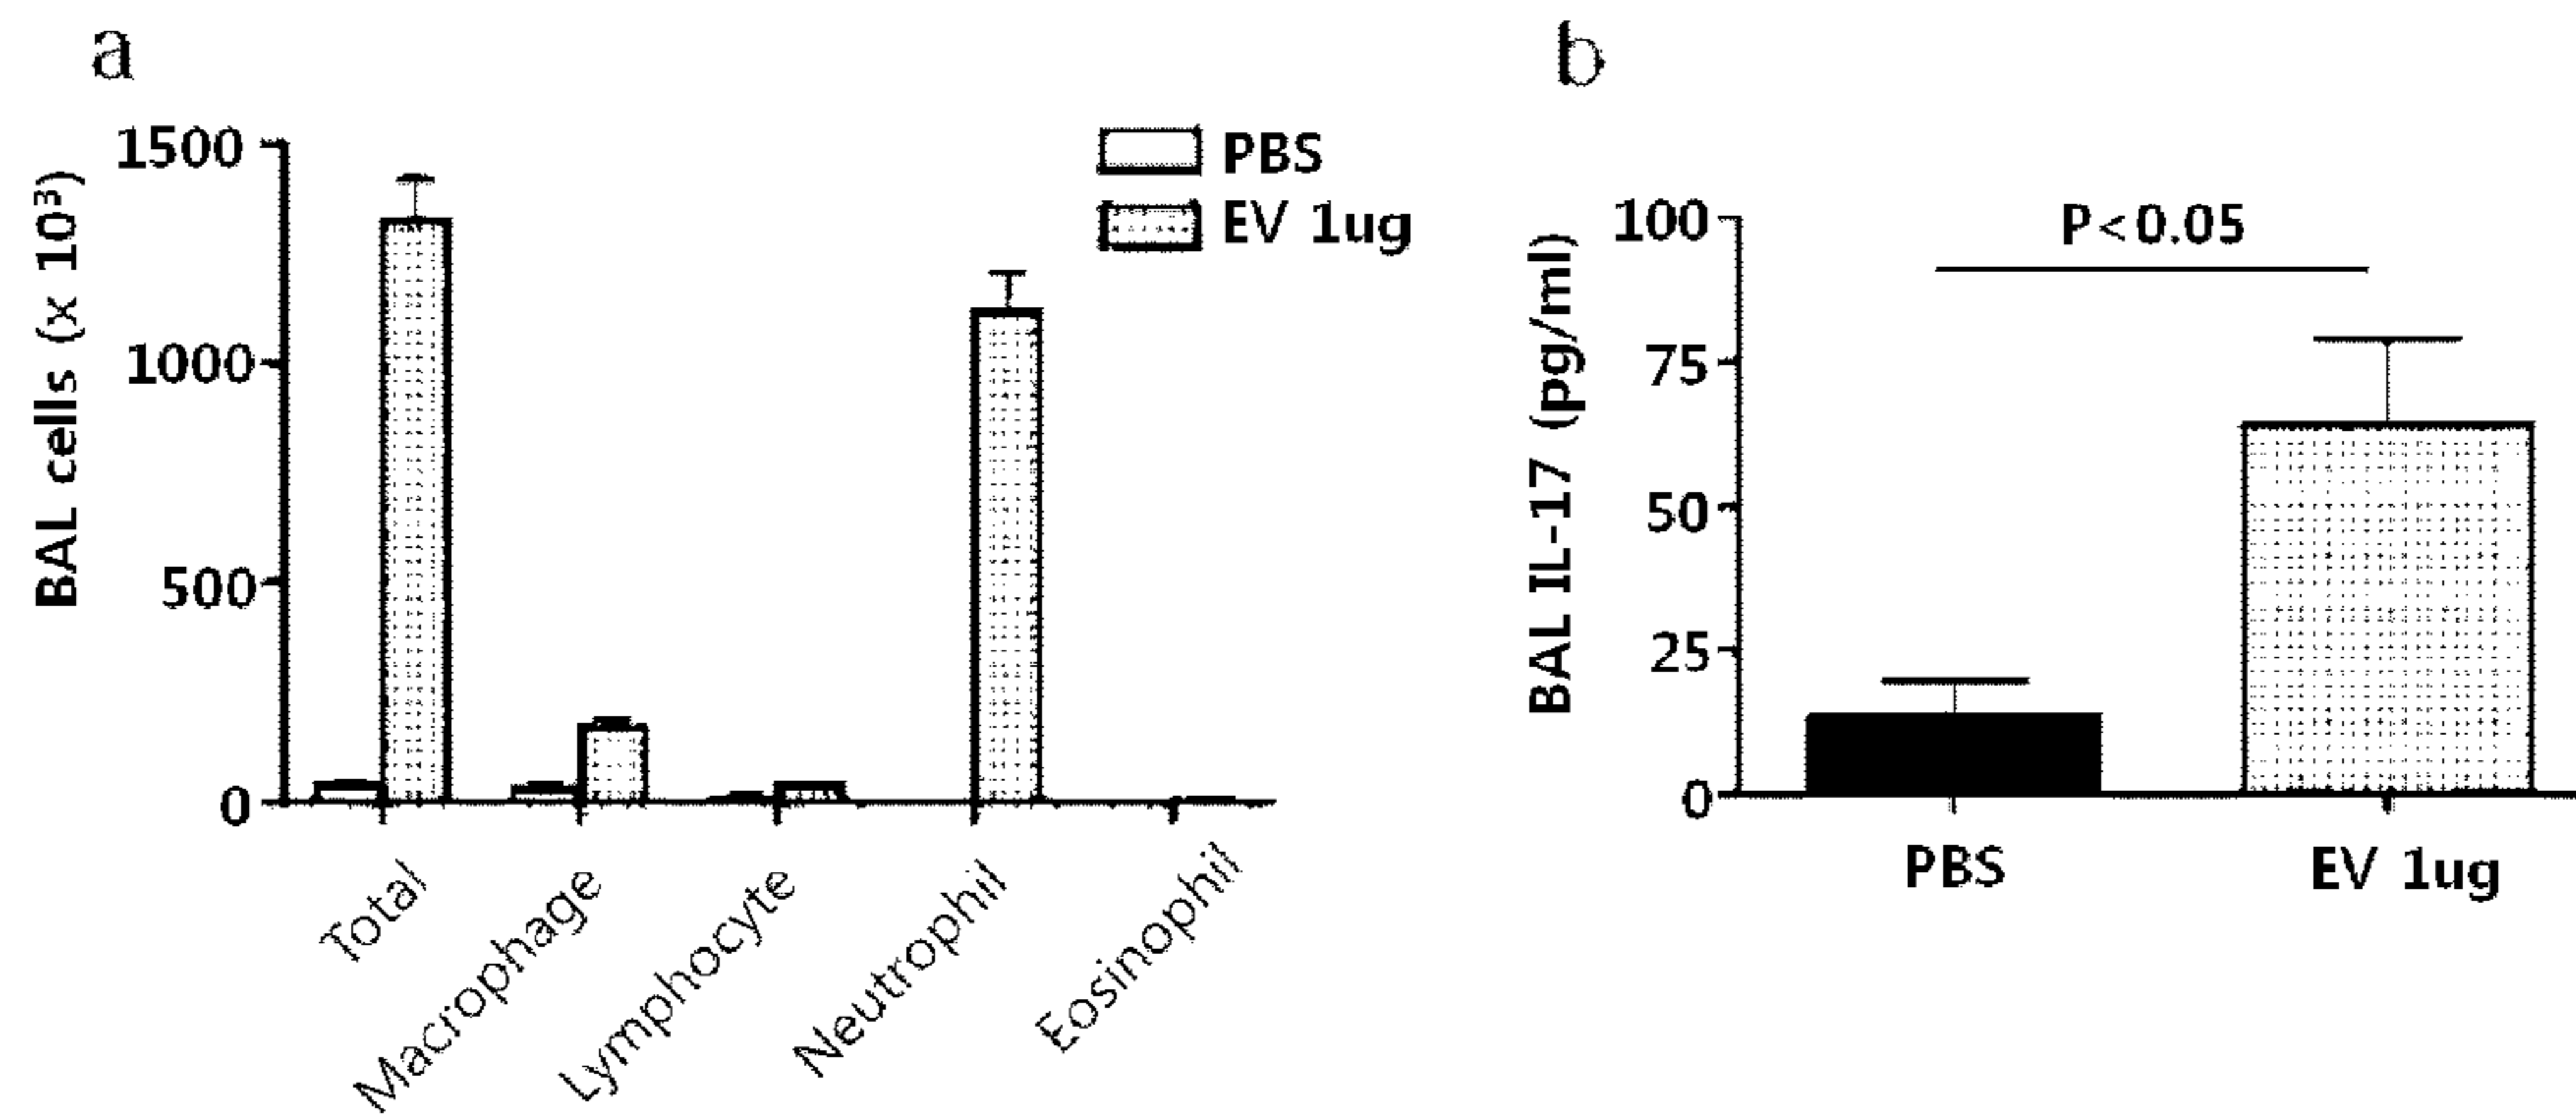 a
BAL cells (x 10³)
1500
1000
500
0
PBS
EV 1ug
Total
Macrophage
Lymphocyte
Neutrophil
Eosinophil
b
BAL IL-17 (pg/ml)
100
75
50
25
0
P<0.05
PBS
EV 1ug